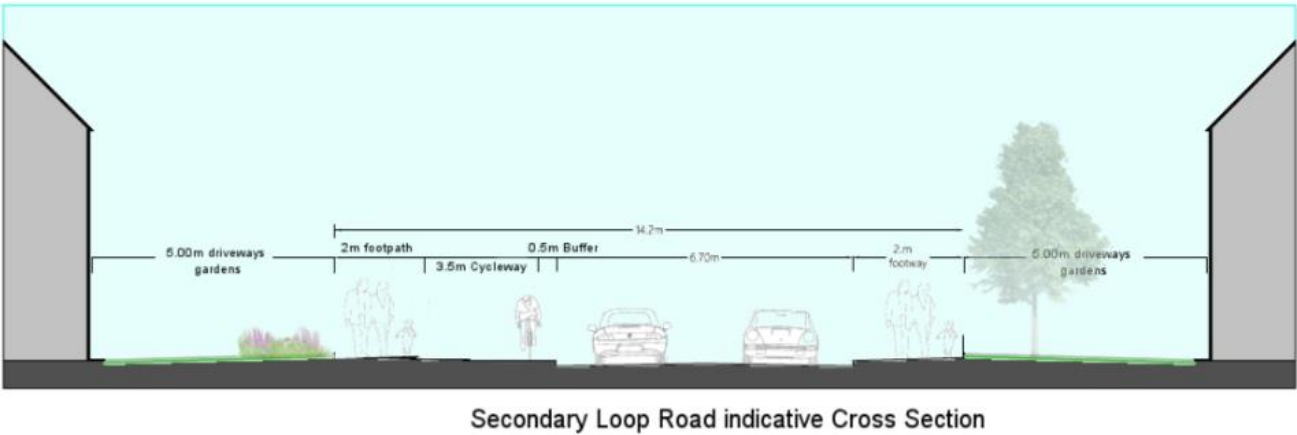 14.2m
5.00m driveways
gardens
2m footpath
3.5m Cycleway
0.5m Buffer
6.70m
2.m
footway
5.00m driveways
gardens
Secondary Loop Road indicative Cross Section